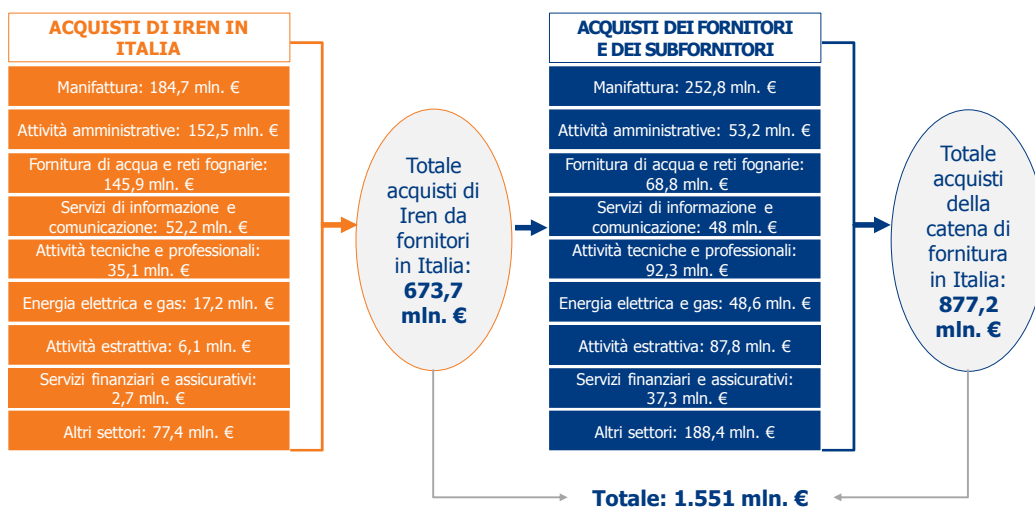 ACQUISTI DI IREN IN
ITALIA
Manifattura: 184,7 mln. €
Attività amministrative: 152,5 mln. €
Fornitura di acqua e reti fognarie:
145,9 mln. €
Servizi di informazione e
comunicazione: 52,2 mln. €
Attività tecniche e professionali:
35,1 mln. €
Energia elettrica e gas: 17,2 mln. €
Attività estrattiva: 6,1 mln. €
Servizi finanziari e assicurativi:
2,7 mln. €
Altri settori: 77,4 mln. €
Totale
acquisti di
Iren da
fornitori
in Italia:
673,7
mln. €
ACQUISTI DEI FORNITORI
E DEI SUBFORNITORI
Manifattura: 252,8 mln. €
Attività amministrative: 53,2 mln. €
Fornitura di acqua e reti fognarie:
68,8 mln. €
Servizi di informazione e
comunicazione: 48 mln. €
Attività tecniche e professionali:
92,3 mln. €
Energia elettrica e gas: 48,6 mln. €
Attività estrattiva: 87,8 mln. €
Servizi finanziari e assicurativi:
37,3 mln. €
Altri settori: 188,4 mln. €
Totale
acquisti
della
catena di
fornitura
in Italia:
877,2
mln. €
Totale: 1.551 mln. €